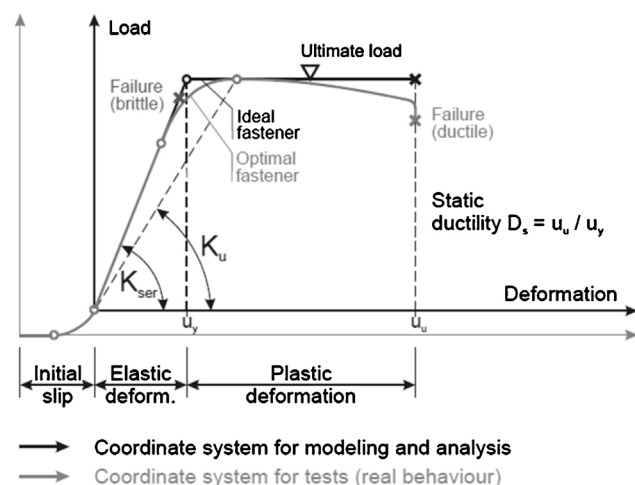 Load
Ultimate load
Failure
(brittle)
Ideal
fastener
Optimal
fastener
Failure
(ductile)
Static
ductility Ds = uu / uy
Ku
Kser
Deformation
uy
uu
Initial
slip
Elastic
deform.
Plastic
deformation
Coordinate system for modeling and analysis
Coordinate system for tests (real behaviour)